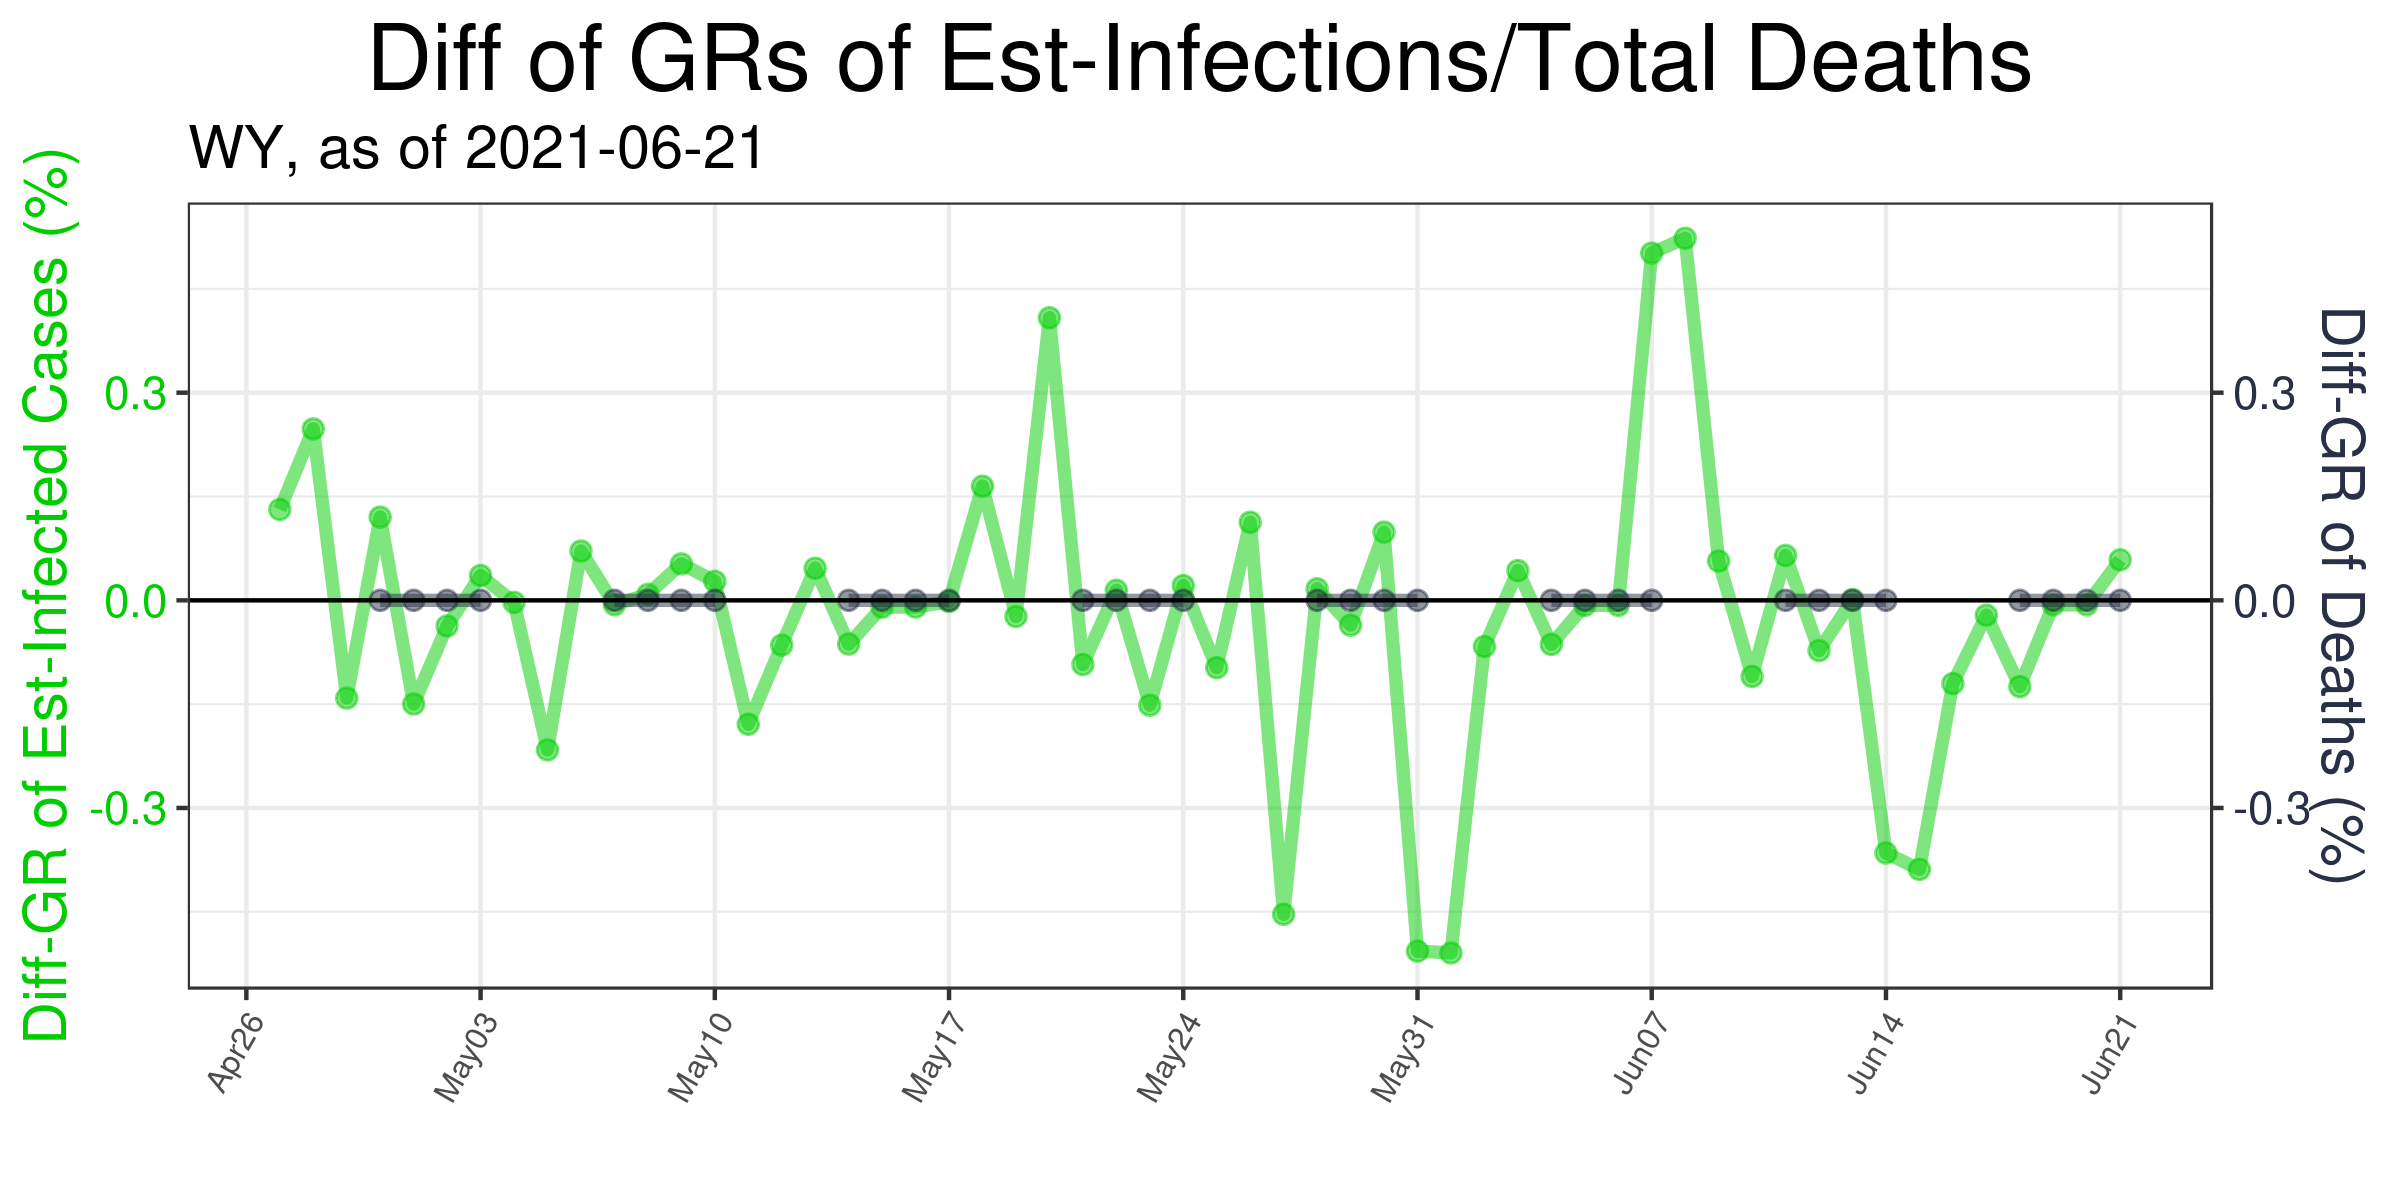 Diff of GRs of Est-Infections/Total Deaths
WY, as of 2021-06-21
Diff-GR of Est-Infected Cases (%)
0.3
0.0
-0.3
0.3
0.0
-0.3
Diff-GR of Deaths (%)
Apr26
May03
May10
May17
May24
May31
Jun07
Jun14
Jun21